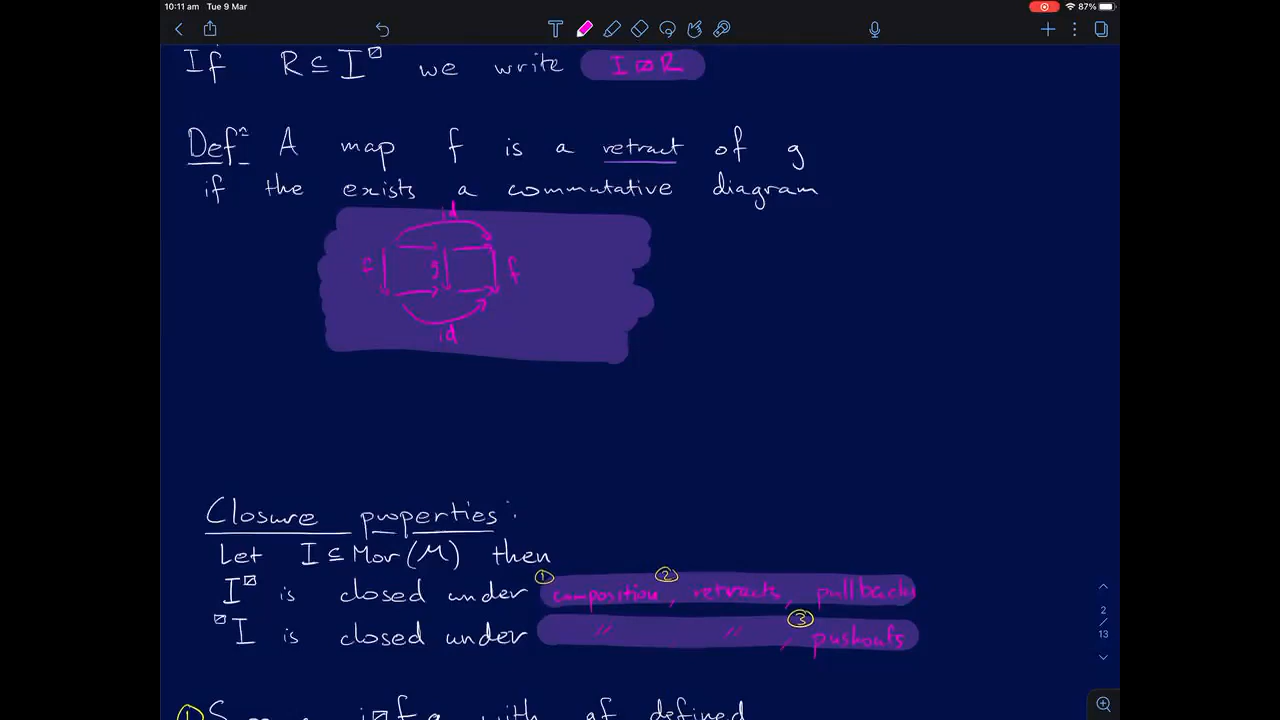 10:11 am Tue 9 Mar
87%
If R ⊆ I^⧄ we write I ⧄ R
Def^n A map f is a retract of g
if the exists a commutative diagram
id
f g f
id
Closure properties:
Let I ⊆ Mor(M) then
I^⧄ is closed under ① composition, ② retracts, pullbacks
^⧄I is closed under 〃 〃, ③ pushouts
2
/
13